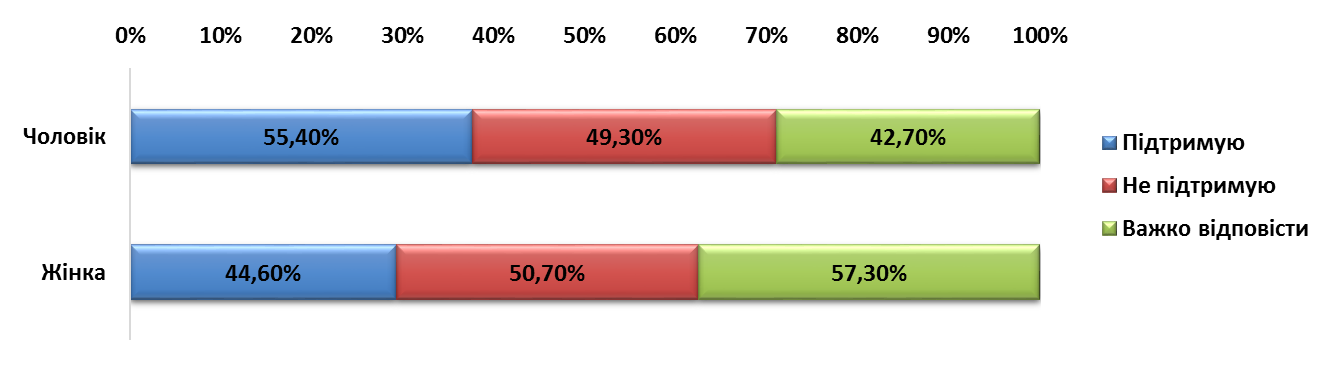 0% 10% 20% 30% 40% 50% 60% 70% 80% 90% 100%
Чоловік 55,40% 49,30% 42,70%
Жінка 44,60% 50,70% 57,30%
Підтримую
Не підтримую
Важко відповісти